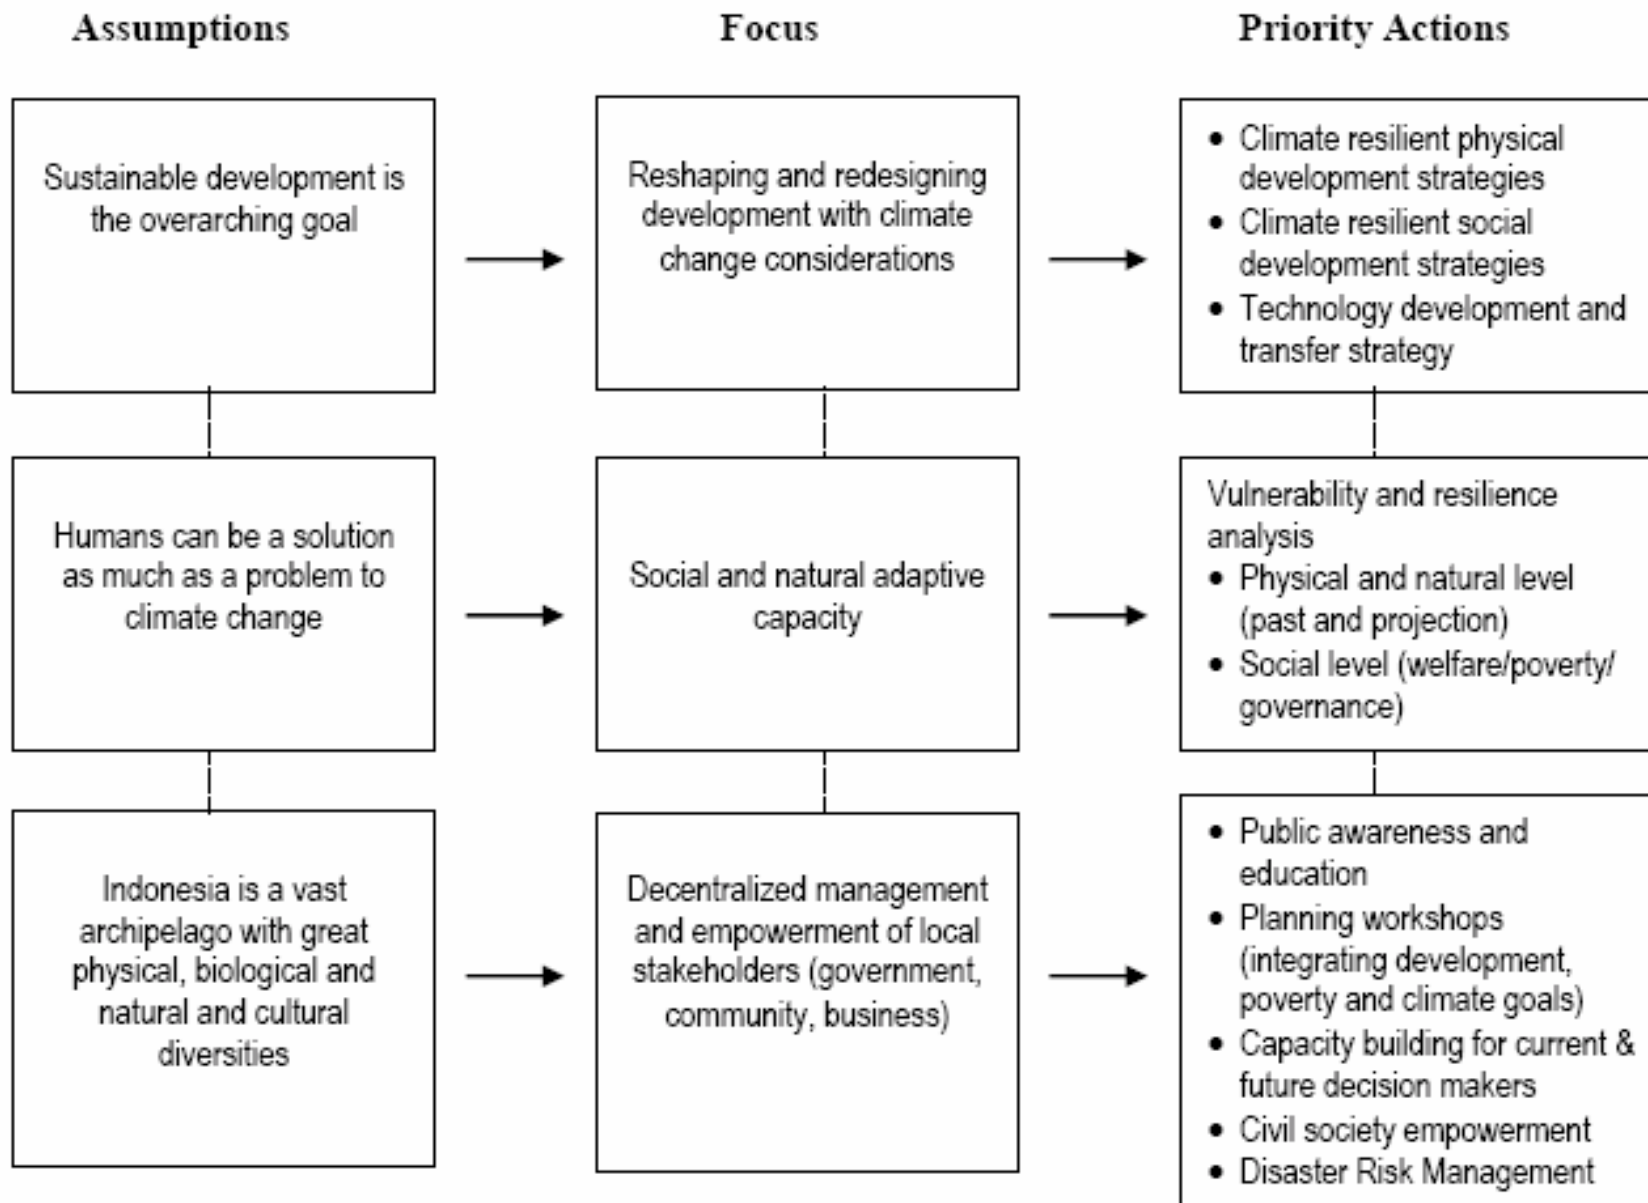 Assumptions
Focus
Priority Actions
Sustainable development is
the overarching goal
Reshaping and redesigning
development with climate
change considerations
• Climate resilient physical
development strategies
• Climate resilient social
development strategies
• Technology development and
transfer strategy
Humans can be a solution
as much as a problem to
climate change
Social and natural adaptive
capacity
Vulnerability and resilience
analysis
• Physical and natural level
(past and projection)
• Social level (welfare/poverty/
governance)
Indonesia is a vast
archipelago with great
physical, biological and
natural and cultural
diversities
Decentralized management
and empowerment of local
stakeholders (government,
community, business)
• Public awareness and
education
• Planning workshops
(integrating development,
poverty and climate goals)
• Capacity building for current &
future decision makers
• Civil society empowerment
• Disaster Risk Management